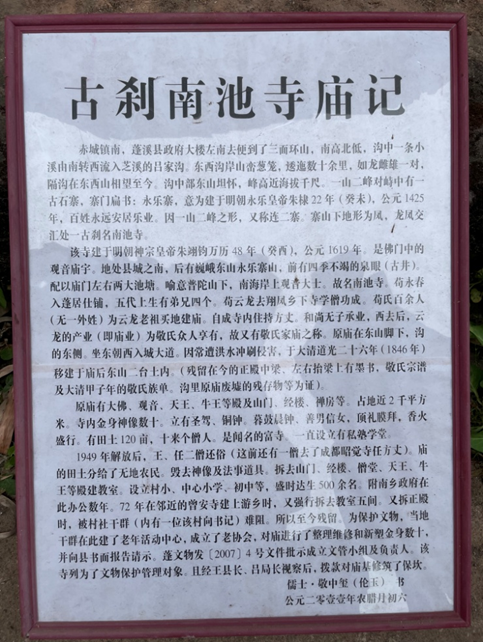 古刹南池寺庙记
赤城镇南，蓬溪县政府大楼左南去便到了三面环山，南高北低，沟中一条小
溪由南转西流入芝溪的吕家沟。东西沟岸山峦葱笼，逶迤数十余里，如龙雌雄一对，
隔沟在东西山相望至今。沟中部东山坦怀，峰高近海拔千尺。一山二峰对峙中有一
古石寨，寨门扁书：永乐寨，意为建于明朝永乐皇帝朱棣22年（癸未），公元1425
年，百姓永远安居乐业。因一山二峰之形，又称连二寨。寨山下地形为凤，龙凤交
汇处一古刹名南池寺。
该寺建于明朝神宗皇帝朱翊钧万历48年（癸酉），公元1619年。是佛门中的
观音庙宇。地处县城之南，后有巍峨东山永乐寨山，前有四季不竭的泉眼（古井）。
配以庙门左右两大池塘。喻意普陀山下，南海岸上观音大士。故名南池寺。苟永春
入蓬居仕铺，五代上生有弟兄四个。苟云龙去翔凤乡下寺学僧功成。苟氏百余人
（无一外姓）为云龙老祖买地建庙。自成寺内住持方丈。和尚无子承业，西去后，云
龙的产业（即庙业）为敬氏众人享有，故又有敬氏家庙之称。原庙在东山脚下，沟
的东侧。坐东朝西入城大道。因常遭洪水冲刷侵害，于大清道光二十六年（1846年）
移建于庙后东山二台土内。（残留在今的正殿中梁、左右抬梁上有墨书，敬氏宗谱
及大清甲子年的敬氏族单、沟里原庙废墟的残存物等为证）。
原庙有大佛、观音、天王、牛王等殿及山门、经楼、禅房等。占地近2千平方
米。寺内金身神像数十。立有圣驾、铜钟。暮鼓晨钟、善男信女，顶礼膜拜，香火
盛行。有田土120亩，十来个僧人。是闻名的富寺。一直设立有私塾学堂。
1949年解放后，王、任二僧还俗（这前还有一僧去了成都昭觉寺任方丈）。庙
的田土分给了无地农民。毁去神像及法事道具。拆去山门、经楼、僧堂、天王、牛
王等殿建教室。设立村小、中心小学、初中等，盛时达生500余名。附南乡政府在
此办公数年。72年在邻近的曾安寺建上游乡时，又强行拆去教室五间。又拆正殿
时，被村社干群（内有一位该村向书记）难阻。所以至今残留。为保护文物，当地
干群在此建了老年活动中心，成立了老协会，对庙进行了整理维修和新塑金身数十，
并向县书面报告请示。蓬文物发［2007］4号文件批示成立文管小组及负责人。该
寺列为了文物保护管理对象。且经王县长、吕局长视察后，拨款对庙基修筑了保坎。
儒士·敬中玺（伦玉） 书
公元二零壹壹年农腊月初六